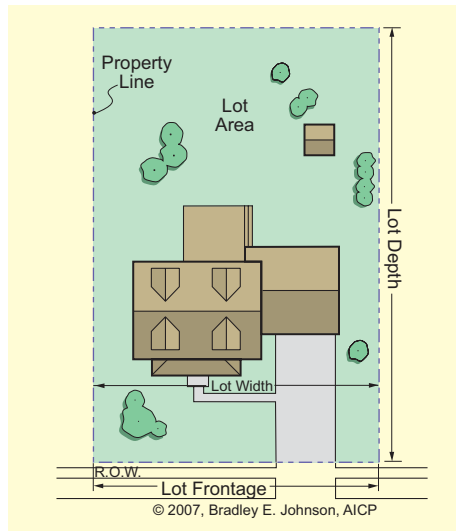 Property
Line
Lot
Area
Lot Depth
Lot Width
R.O.W.
Lot Frontage
© 2007, Bradley E. Johnson, AICP